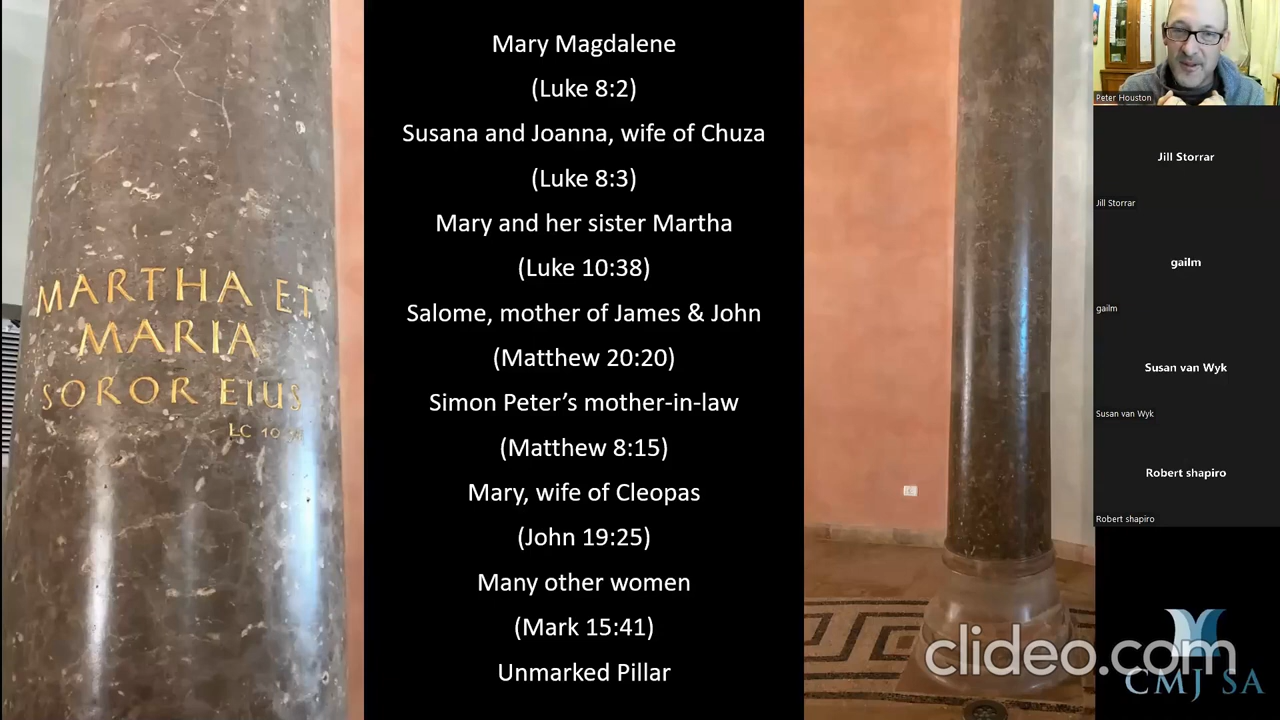 MARTHA ET
MARIA
SOROR EIUS
LC
Mary Magdalene
(Luke 8:2)
Susana and Joanna, wife of Chuza
(Luke 8:3)
Mary and her sister Martha
(Luke 10:38)
Salome, mother of James & John
(Matthew 20:20)
Simon Peter’s mother-in-law
(Matthew 8:15)
Mary, wife of Cleopas
(John 19:25)
Many other women
(Mark 15:41)
Unmarked Pillar
Peter Houston
Jill Storrar
Jill Storrar
gailm
gailm
Susan van Wyk
Susan van Wyk
Robert shapiro
Robert shapiro
clideo.com
CMJ SA